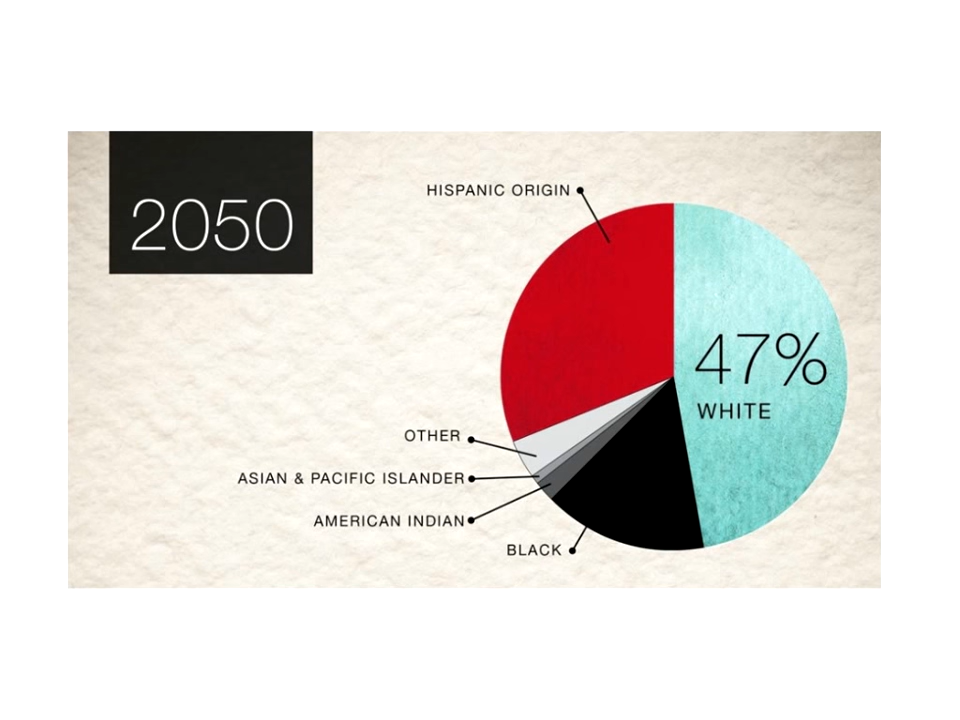 2050
HISPANIC ORIGIN
47%
WHITE
OTHER
ASIAN & PACIFIC ISLANDER
AMERICAN INDIAN
BLACK